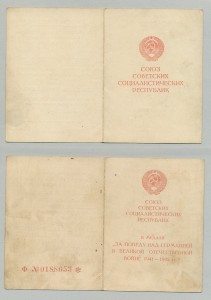 СОЮЗ
СОВЕТСКИХ
СОЦИАЛИСТИЧЕСКИХ
РЕСПУБЛИК
СОЮЗ
СОВЕТСКИХ
СОЦИАЛИСТИЧЕСКИХ
РЕСПУБЛИК
К медали
„ЗА ПОБЕДУ НАД ГЕРМАНИЕЙ
В ВЕЛИКОЙ ОТЕЧЕСТВЕННОЙ
ВОЙНЕ 1941—1945 гг."